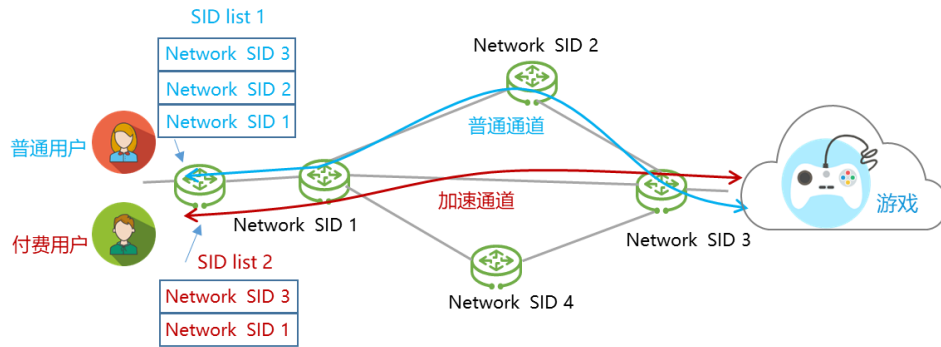 SID list 1
Network SID 3
Network SID 2
Network SID 1
Network SID 2
普通通道
普通用户
付费用户
Network SID 1
加速通道
Network SID 3
游戏
SID list 2
Network SID 3
Network SID 1
Network SID 4